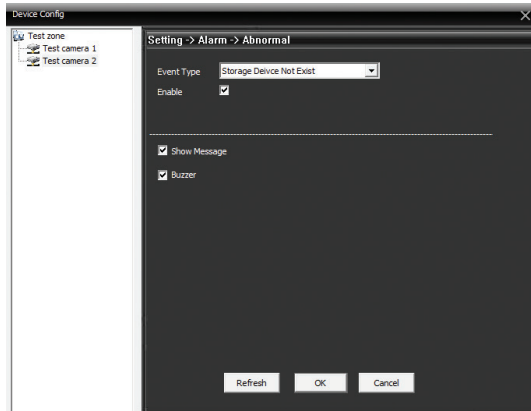 Device Config
Test zone
Test camera 1
Test camera 2
Setting -> Alarm -> Abnormal
Event Type Storage Deivce Not Exist
Enable
Show Message
Buzzer
Refresh OK Cancel